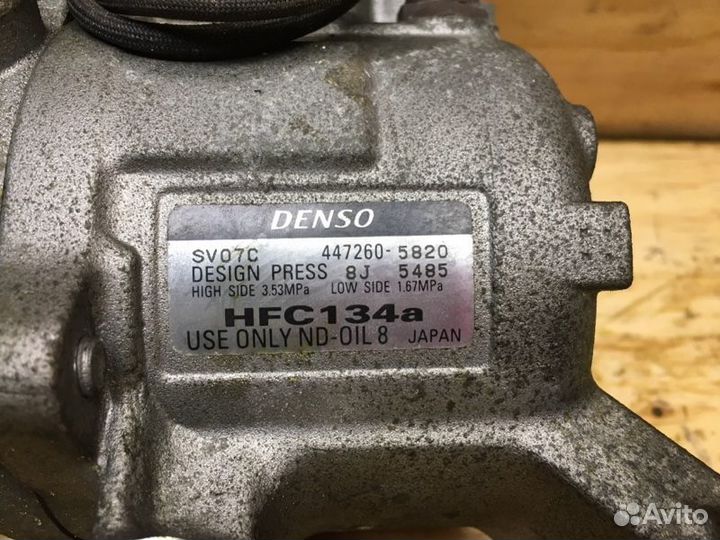 DENSO
SV07C 447260-5820
DESIGN PRESS 8J 5485
HIGH SIDE 3.53MPa LOW SIDE 1.67MPa
HFC134a
USE ONLY ND-OIL 8 JAPAN
Avito